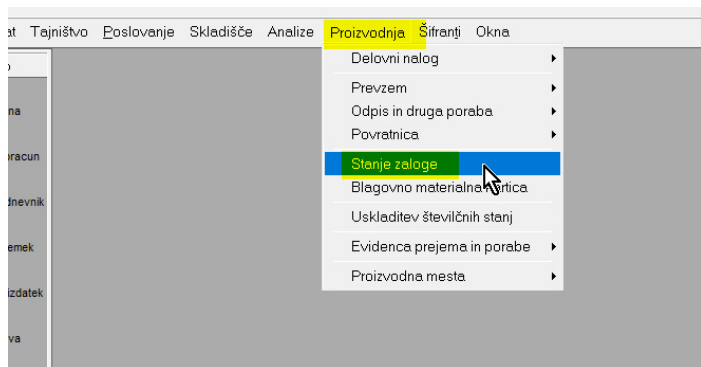 at Tajništvo Poslovanje Skladišče Analize Proizvodnja Šifranti Okna
Delovni nalog
Prevzem
Odpis in druga poraba
Povratnica
Stanje zaloge
Blagovno materialna kartica
Uskladitev številčnih stanj
Evidenca prejema in porabe
Proizvodna mesta
na
racun
dnevnik
emek
izdatek
va